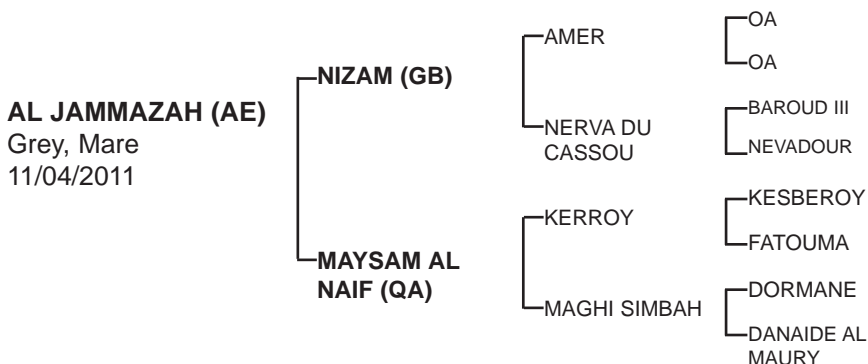 AL JAMMAZAH (AE)
Grey, Mare
11/04/2011
NIZAM (GB)
MAYSAM AL
NAIF (QA)
AMER
NERVA DU
CASSOU
KERROY
MAGHI SIMBAH
OA
OA
BAROUD III
NEVADOUR
KESBEROY
FATOUMA
DORMANE
DANAIDE AL
MAURY